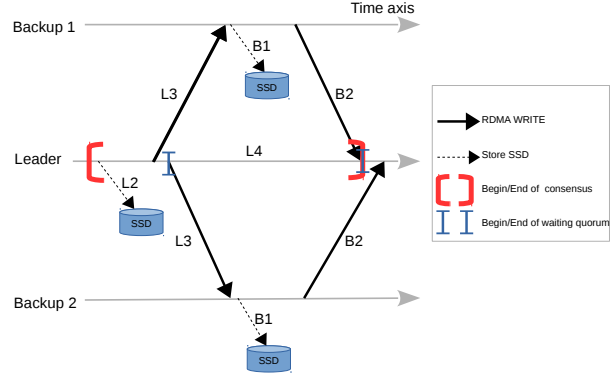 Time axis
Backup 1
B1
SSD
L3
B2
RDMA WRITE
Leader
L4
Store SSD
L2
Begin/End of consensus
SSD
Begin/End of waiting quorum
L3
B2
Backup 2
B1
SSD